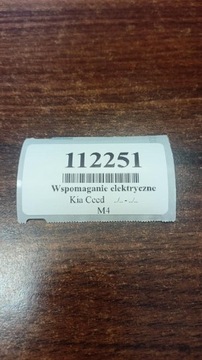 112251
Wspomaganie elektryczne
Kia Ceed ./.-./.
M4